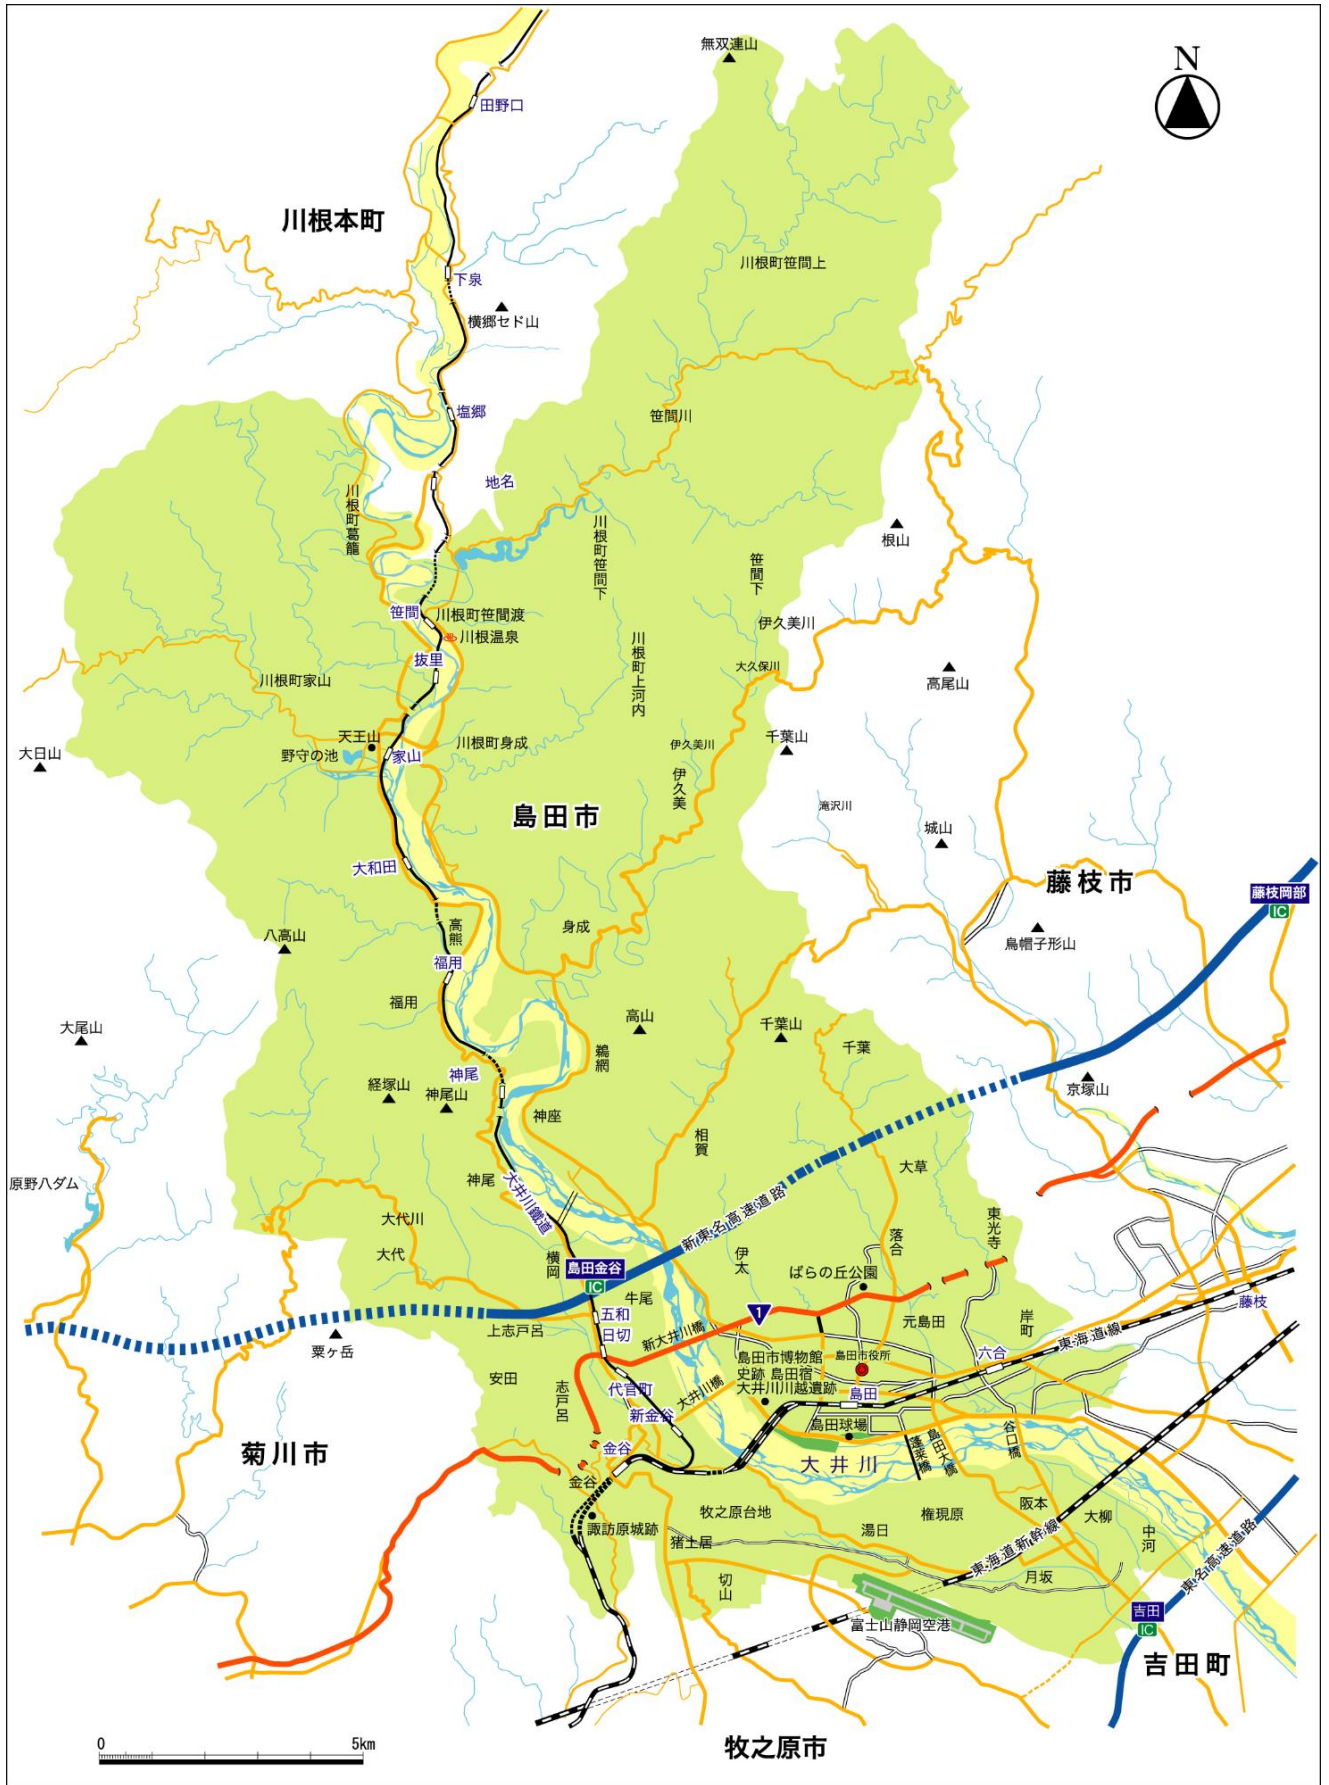 無双連山
N
田野口
川根本町
川根町笹間上
下泉
横郷セド山
塩郷
笹間川
地名
川根町葛籠
川根町笹間下
根山
笹間下
笹間
川根町笹間渡
川根温泉
伊久美川
川根町上河内
抜里
大久保川
高尾山
川根町家山
天王山
野守の池
家山
川根町身成
伊久美川
千葉山
大日山
伊久美
島田市
滝沢川
城山
大和田
藤枝市
藤枝岡部
IC
高熊
身成
八高山
烏帽子形山
福用
福用
高山
千葉山
大尾山
千葉
鵜網
神尾
経塚山
神尾山
京塚山
神座
相賀
大草
原野八ダム
神尾
大井川鐵道
新東名高速道路
大代川
東光寺
落合
大代
横岡
伊太
島田金谷
IC
ばらの丘公園
牛尾
藤枝
五和
1
元島田
岸町
上志戸呂
日切
新大井川橋
東海道線
粟ヶ岳
島田市博物館
島田市役所
六合
史跡 島田宿
安田
志戸呂
代官町
大井川橋
大井川川越遺跡
島田
新金谷
島田球場
谷口橋
島田大橋
蓬莱橋
菊川市
金谷
大井川
金谷
牧之原台地
権現原
阪本
大柳
諏訪原城跡
湯日
中河
猪土居
東海道新幹線
東名高速道路
切山
月坂
吉田
IC
富士山静岡空港
吉田町
牧之原市
0
5km